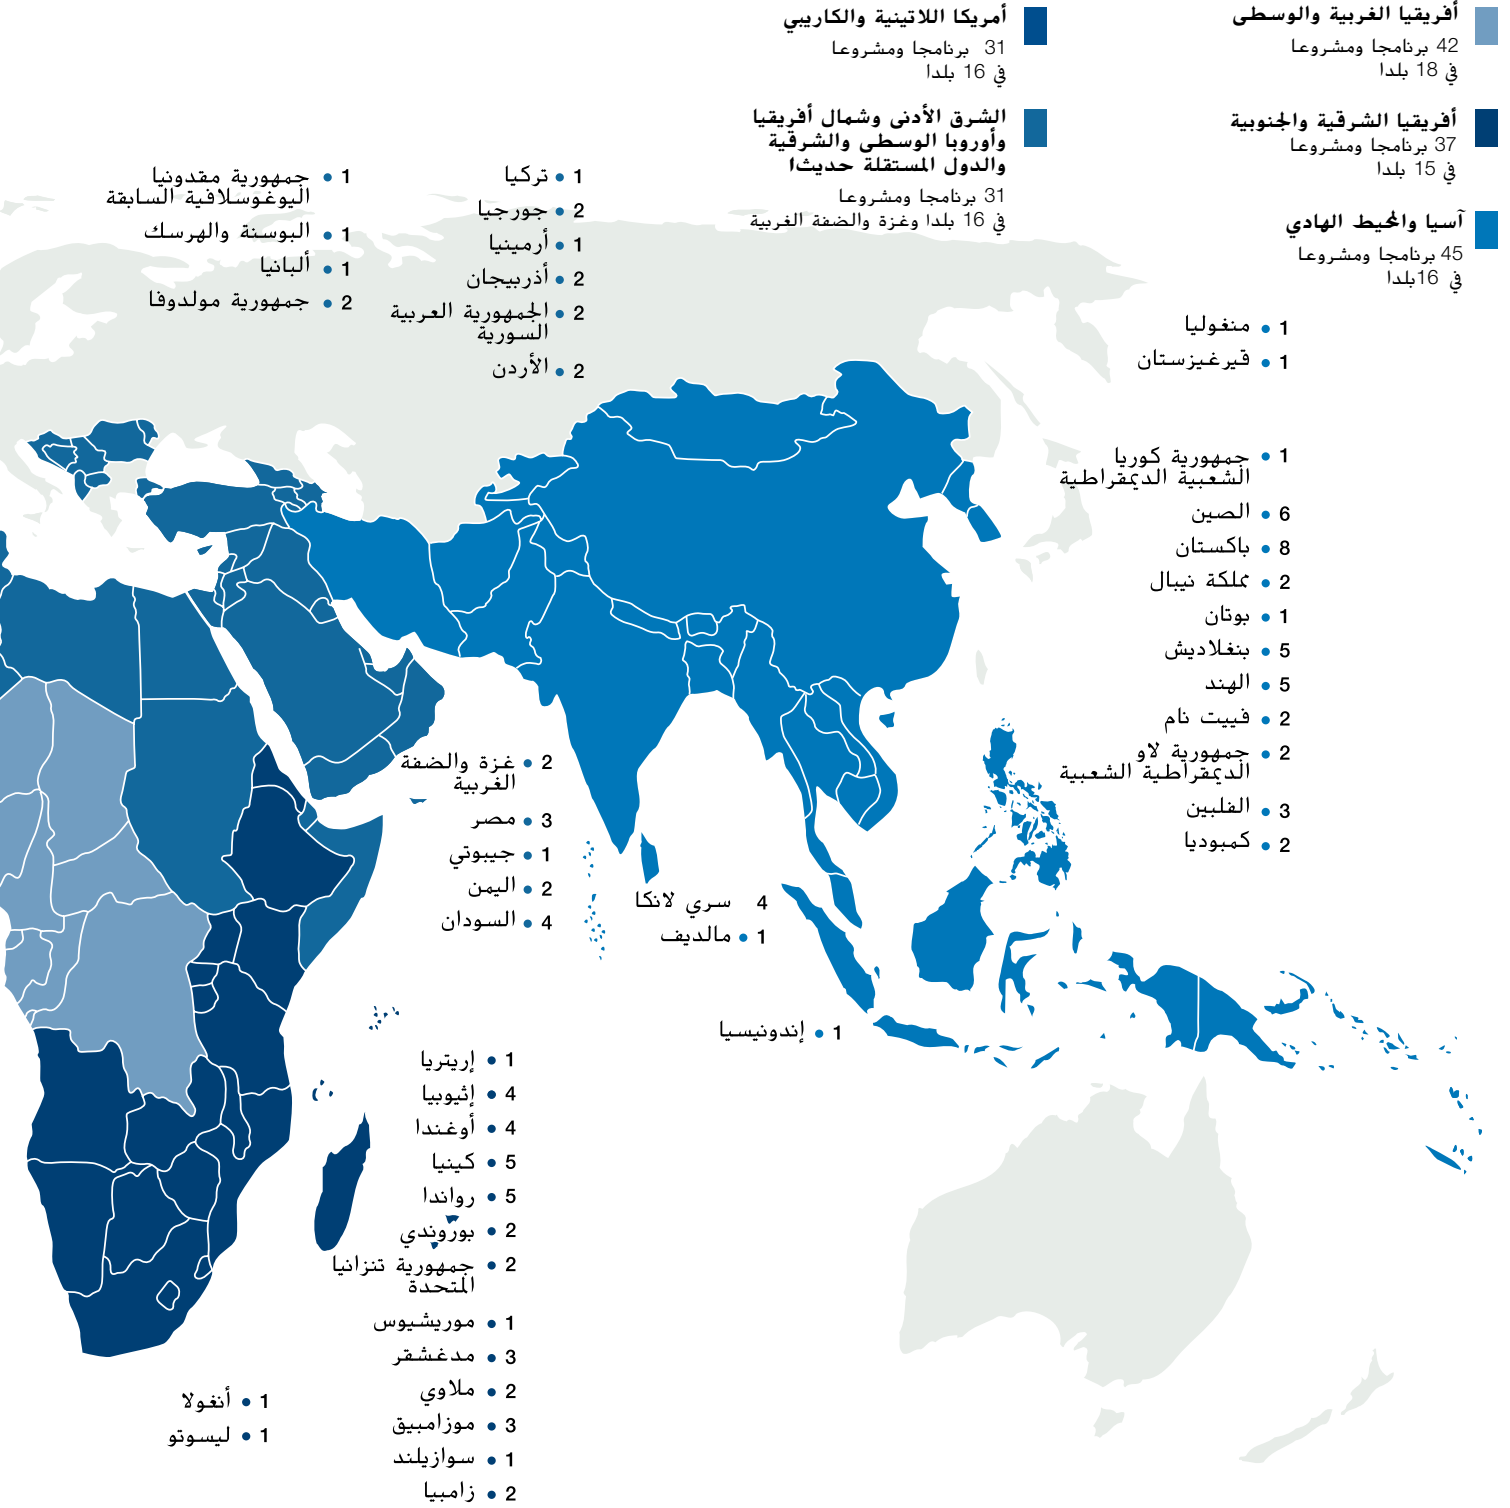 أفريقيا الغربية والوسطى
42 برنامجا ومشروعا
في 18 بلدا
أفريقيا الشرقية والجنوبية
37 برنامجا ومشروعا
في 15 بلدا
آسيا والمحيط الهادي
45 برنامجا ومشروعا
في 16بلدا
أمريكا اللاتينية والكاريبي
31 برنامجا ومشروعا
في 16 بلدا
الشرق الأدنى وشمال أفريقيا
وأوروبا الوسطى والشرقية
والدول المستقلة حديثا
31 برنامجا ومشروعا
في 16 بلدا وغزة والضفة الغربية
1 • منغوليا
1 • قيرغيزستان
1 • جمهورية كوريا
الشعبية الديمقراطية
6 • الصين
8 • باكستان
2 • مملكة نيبال
1 • بوتان
5 • بنغلاديش
5 • الهند
2 • فييت نام
2 • جمهورية لاو
الديمقراطية الشعبية
3 • الفلبين
2 • كمبوديا
1 • تركيا
2 • جورجيا
1 • أرمينيا
2 • أذربيجان
2 • الجمهورية العربية
السورية
2 • الأردن
1 • جمهورية مقدونيا
اليوغوسلافية السابقة
1 • البوسنة والهرسك
1 • ألبانيا
2 • جمهورية مولدوفا
2 • غزة والضفة
الغربية
3 • مصر
1 • جيبوتي
2 • اليمن
4 • السودان
4 سري لانكا
1 • مالديف
1 • إندونيسيا
1 • إريتريا
4 • إثيوبيا
4 • أوغندا
5 • كينيا
5 • رواندا
2 • بوروندي
2 • جمهورية تنزانيا
المتحدة
1 • موريشيوس
3 • مدغشقر
2 • ملاوي
3 • موزامبيق
1 • سوازيلند
2 • زامبيا
1 • أنغولا
1 • ليسوتو